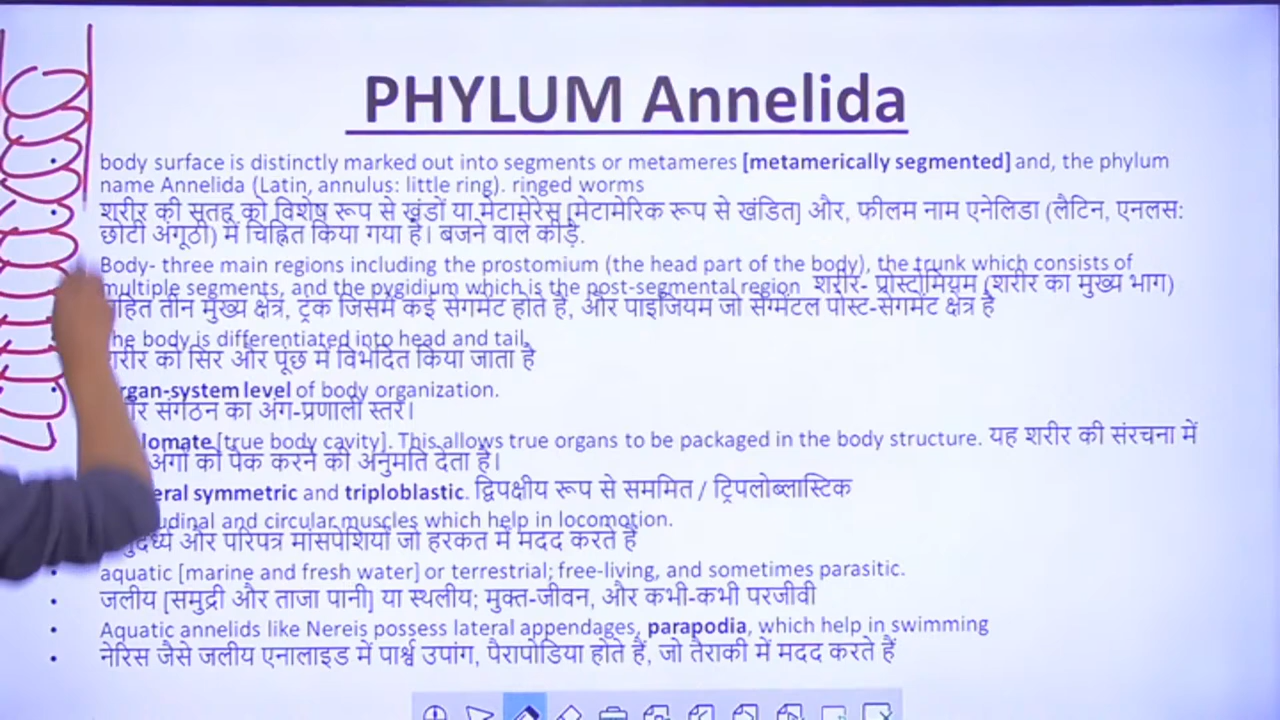 PHYLUM Annelida
body surface is distinctly marked out into segments or metameres [metamerically segmented] and, the phylum
name Annelida (Latin, annulus: little ring). ringed worms
शरीर की सतह को विशेष रूप से खंडों या मेटामेरेस [मेटामेरिक रूप से खंडित] और, फीलम नाम एनेलिडा (लैटिन, एनलस:
छोटी अंगूठी) में चिह्नित किया गया है। बजने वाले कीड़े.
Body- three main regions including the prostomium (the head part of the body), the trunk which consists of
multiple segments, and the pygidium which is the post-segmental region शरीर- प्रोस्टोमियम (शरीर का मुख्य भाग)
सहित तीन मुख्य क्षेत्र, ट्रंक जिसमें कई सेगमेंट होते हैं, और पाइजियम जो सेग्मेंटल पोस्ट-सेगमेंट क्षेत्र है
he body is differentiated into head and tail.
रीर को सिर और पूंछ में विभेदित किया जाता है
rgan-system level of body organization.
र संगठन का अंग-प्रणाली स्तर।
lomate [true body cavity]. This allows true organs to be packaged in the body structure. यह शरीर की संरचना में
अंगों को पैक करने की अनुमति देता है।
eral symmetric and triploblastic. द्विपक्षीय रूप से सममित / ट्रिपलोब्लास्टिक
udinal and circular muscles which help in locomotion.
ुदैर्ध्य और परिपत्र मांसपेशियाँ जो हरकत में मदद करते हैं
• aquatic [marine and fresh water] or terrestrial; free-living, and sometimes parasitic.
• जलीय [समुद्री और ताजा पानी] या स्थलीय; मुक्त-जीवन, और कभी-कभी परजीवी
• Aquatic annelids like Nereis possess lateral appendages, parapodia, which help in swimming
• नेरिस जैसे जलीय एनालाइड में पार्श्व उपांग, पैरापोडिया होते हैं, जो तैराकी में मदद करते हैं